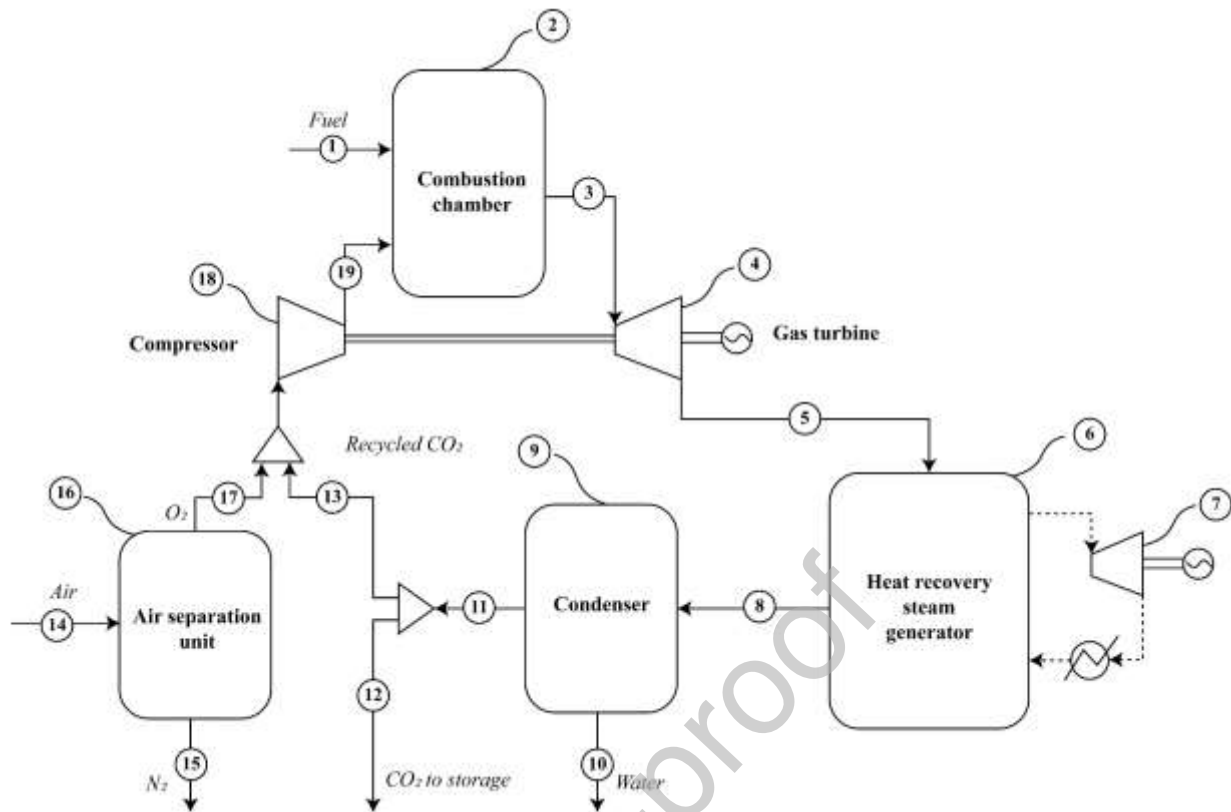 2
Fuel
1
Combustion
chamber
3
19
4
18
Compressor
Gas turbine
5
Recycled CO₂
9
6
16
O₂
17
13
7
Air
14
Air separation
unit
11
Condenser
8
Heat recovery
steam
generator
12
15
N₂
CO₂ to storage
10
Water
proof